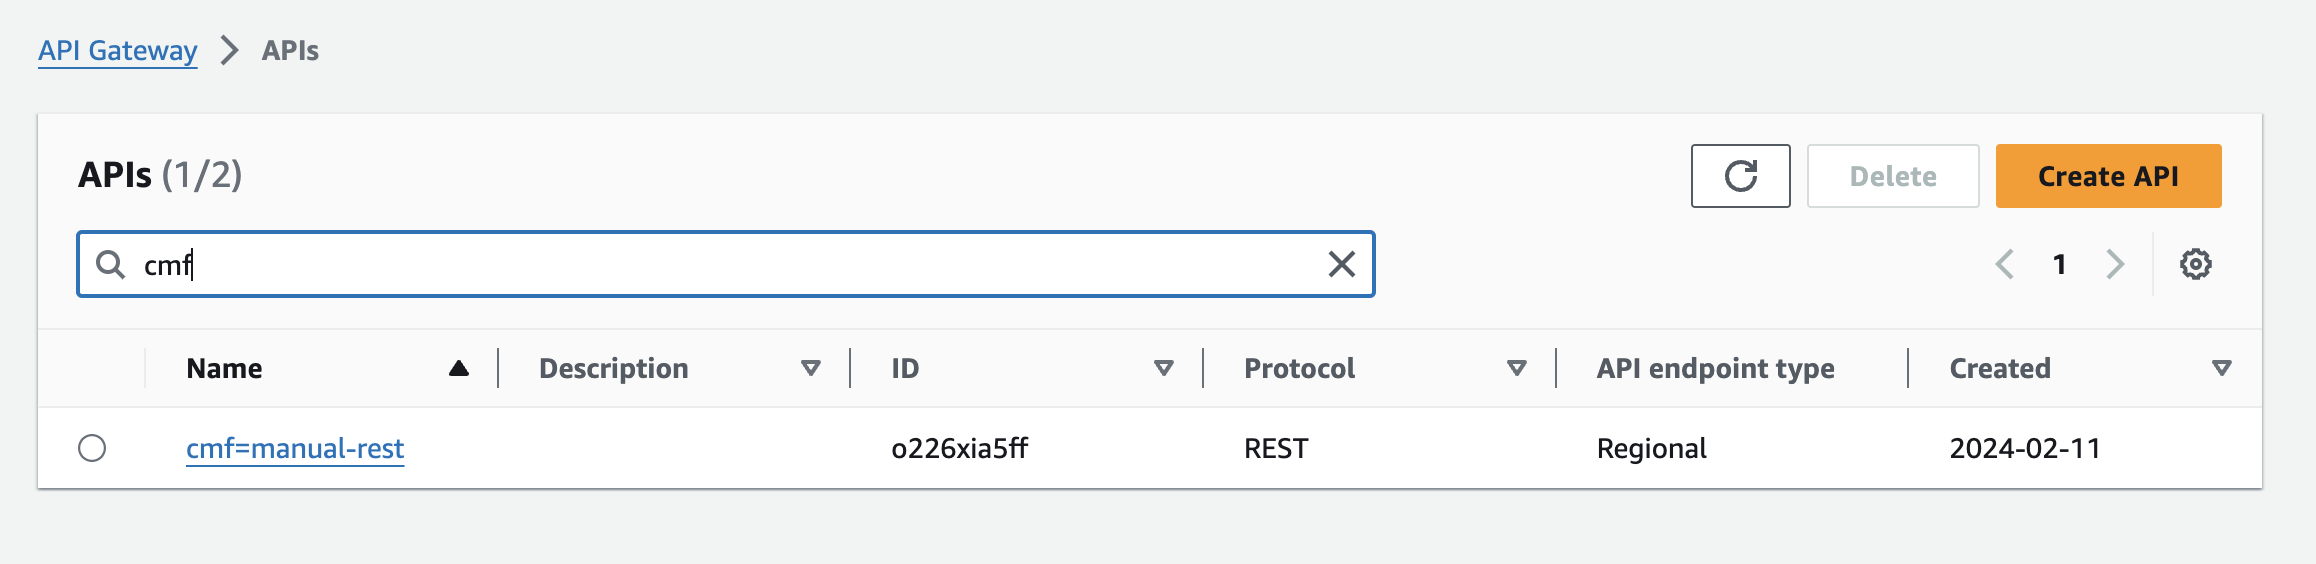 API Gateway > APIs
APIs (1/2)
Delete
Create API
cmf
1
Name Description ID Protocol API endpoint type Created
cmf=manual-rest o226xia5ff REST Regional 2024-02-11